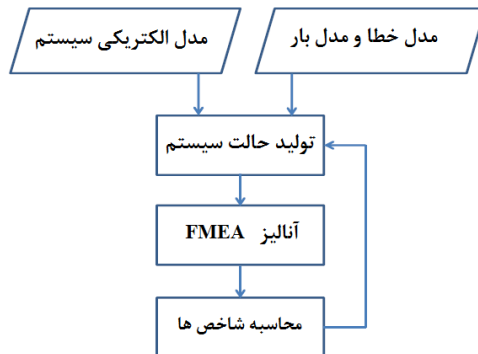 مدل خطا و مدل بار
مدل الکتریکی سیستم
تولید حالت سیستم
آنالیز FMEA
محاسبه شاخص ها